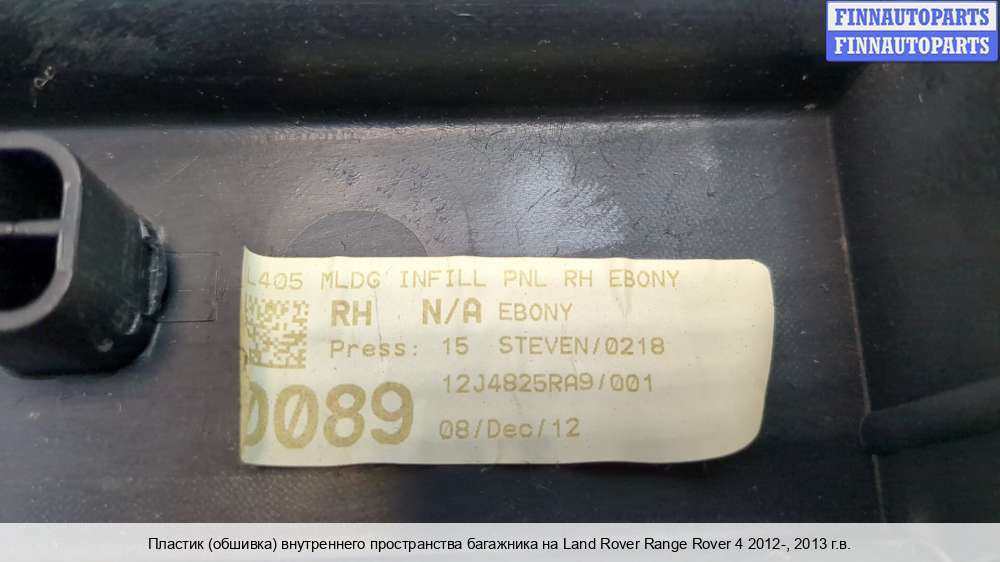 FINNAUTOPARTS
FINNAUTOPARTS
L405 MLDG INFILL PNL RH EBONY
RH N/A EBONY
Press: 15 STEVEN/0218
12J4825RA9/001
0089
08/Dec/12
Пластик (обшивка) внутреннего пространства багажника на Land Rover Range Rover 4 2012-, 2013 г.в.